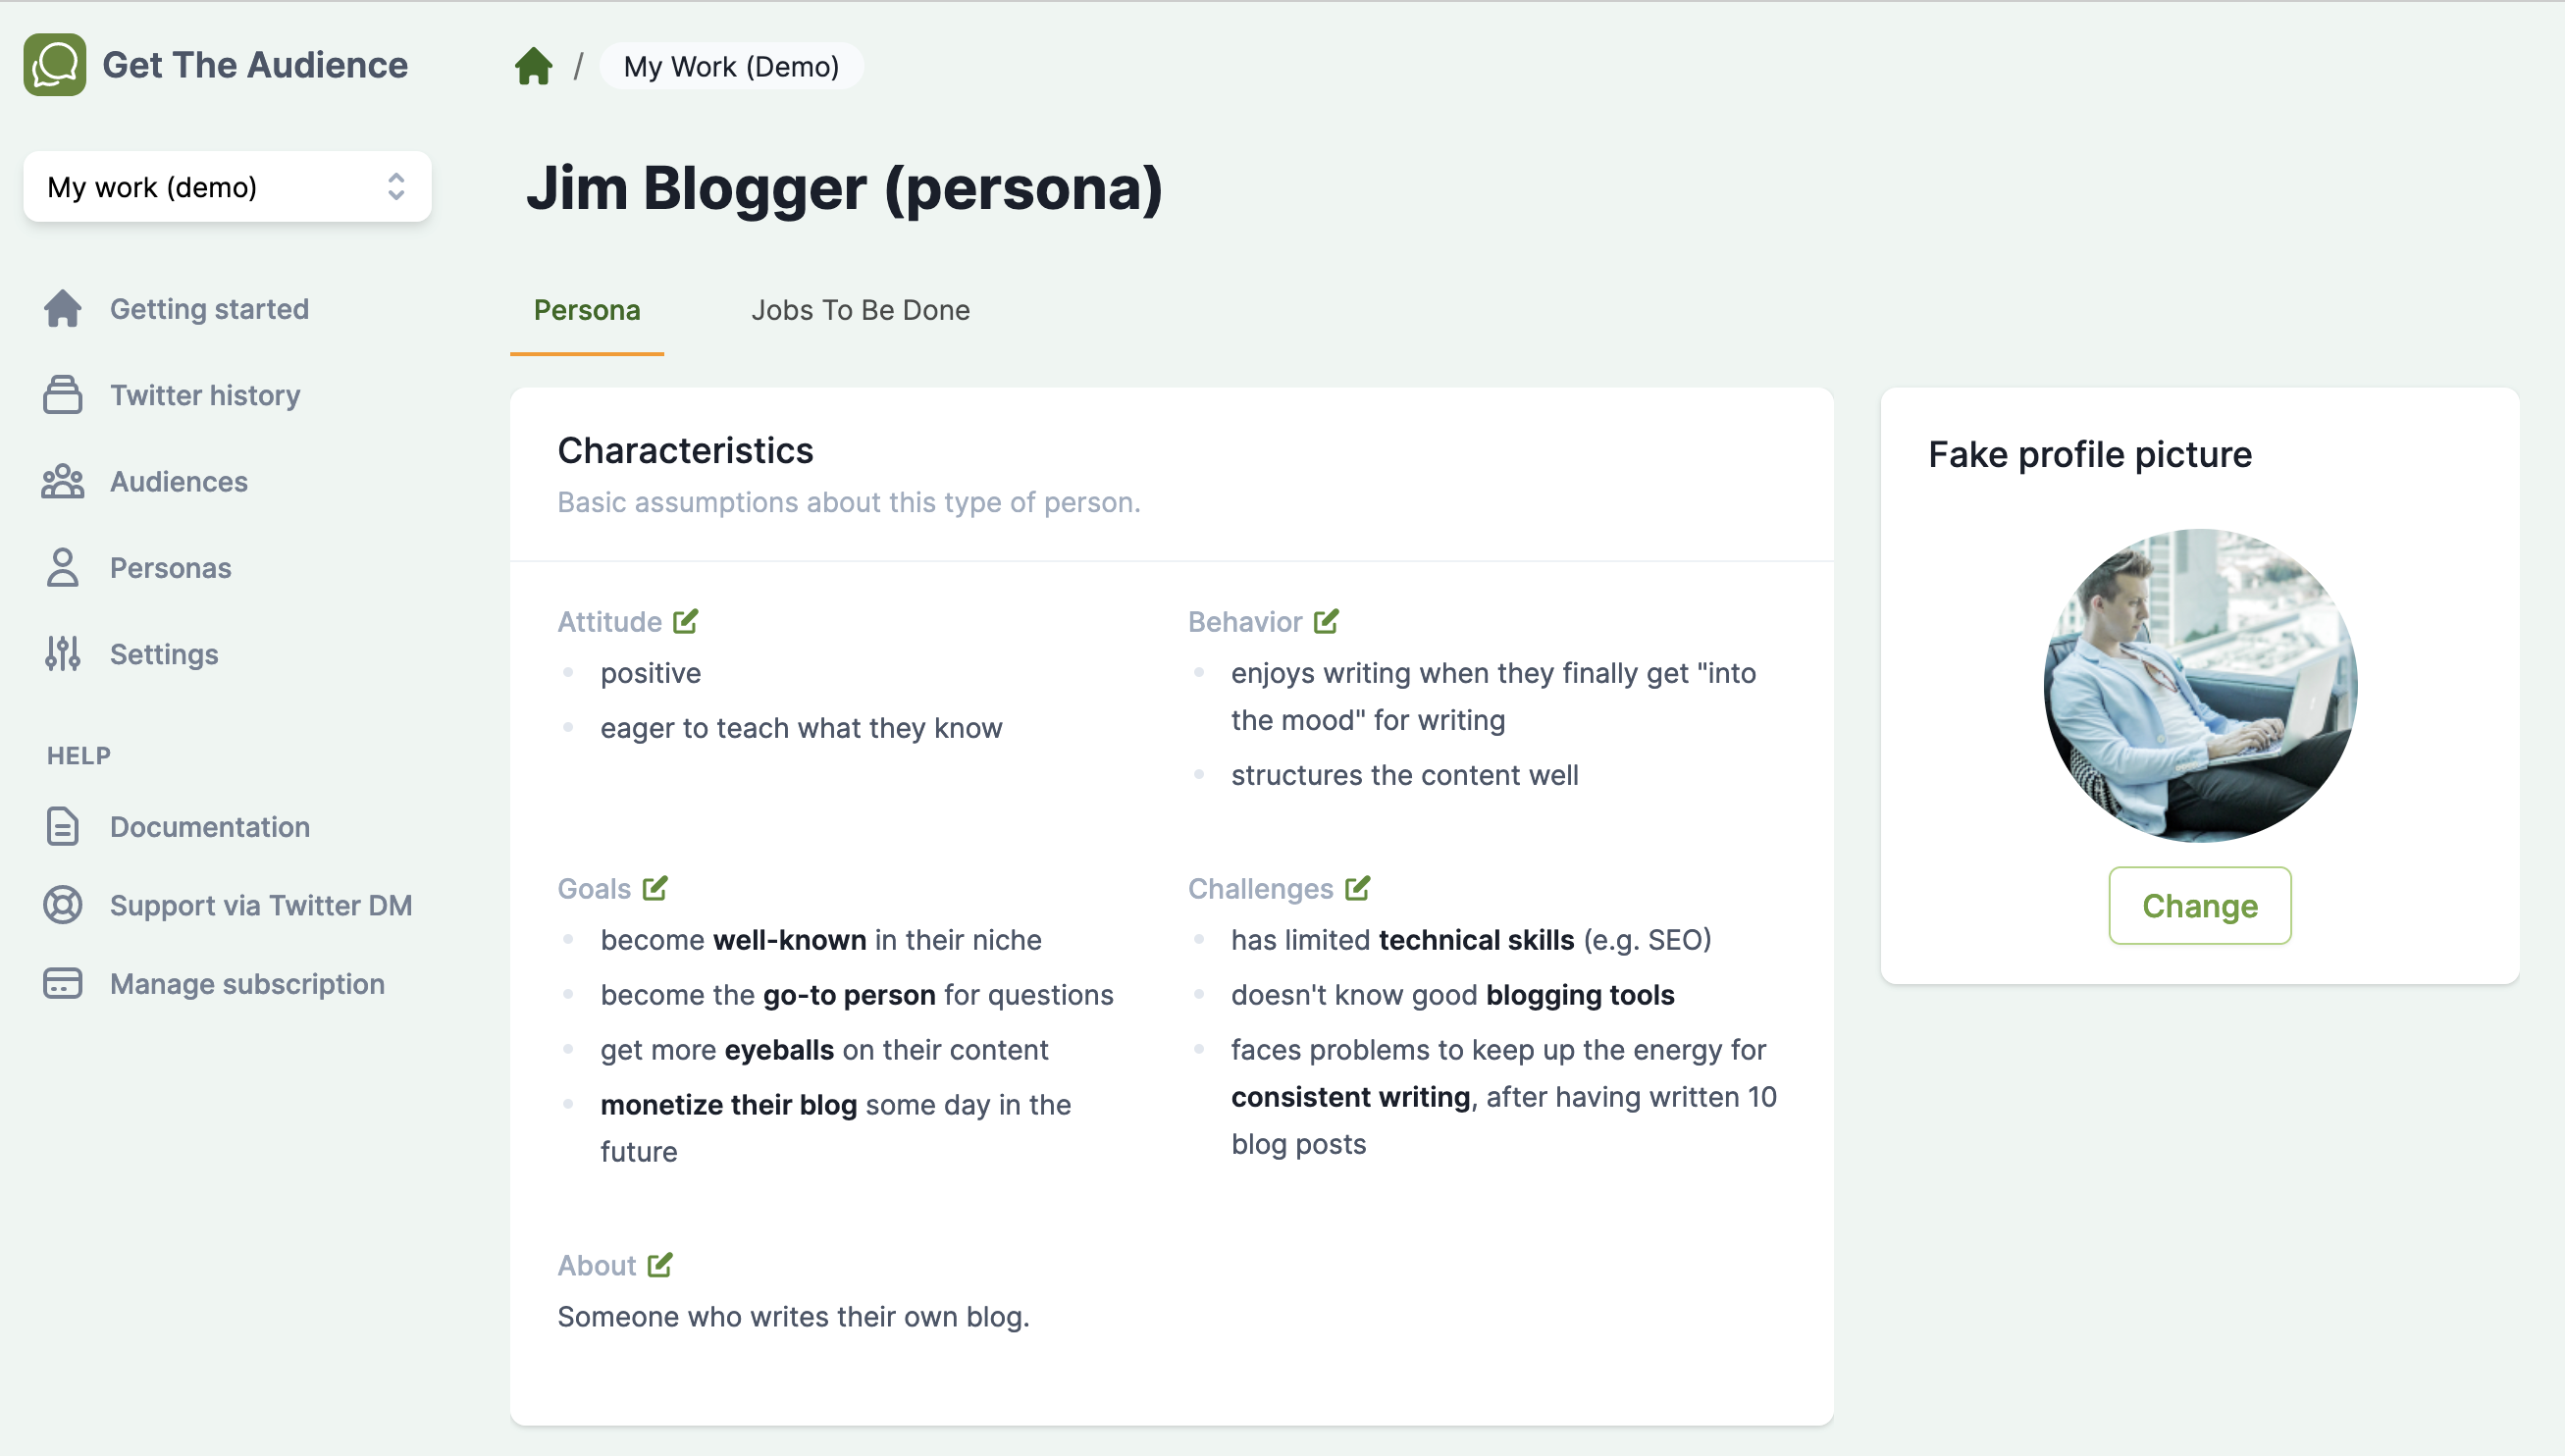 Get The Audience
My work (demo)
Getting started
Twitter history
Audiences
Personas
Settings
HELP
Documentation
Support via Twitter DM
Manage subscription
/ My Work (Demo)
Jim Blogger (persona)
Persona
Jobs To Be Done
Characteristics
Basic assumptions about this type of person.
Attitude
positive
eager to teach what they know
Behavior
enjoys writing when they finally get "into
the mood" for writing
structures the content well
Goals
become well-known in their niche
become the go-to person for questions
get more eyeballs on their content
monetize their blog some day in the
future
Challenges
has limited technical skills (e.g. SEO)
doesn't know good blogging tools
faces problems to keep up the energy for
consistent writing, after having written 10
blog posts
About
Someone who writes their own blog.
Fake profile picture
Change